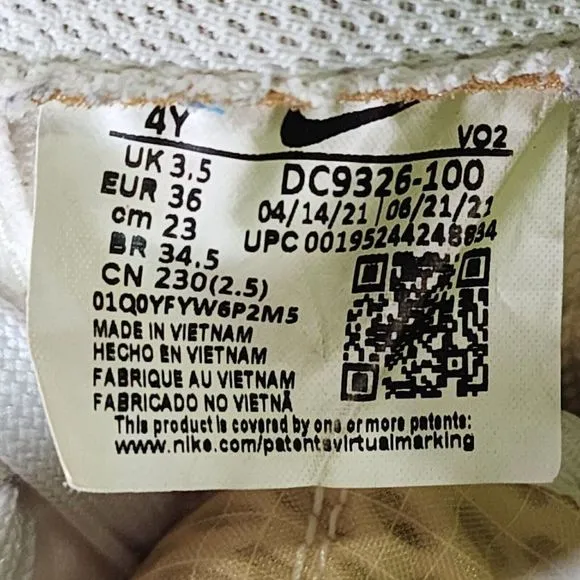 4Y
UK 3.5
EUR 36
cm 23
BR 34.5
CN 230(2.5)
01Q0YFYW6P2M5
VO2
DC9326-100
04/14/21 06/21/21
UPC 00195244248834
MADE IN VIETNAM
HECHO EN VIETNAM
FABRIQUE AU VIETNAM
FABRICADO NO VIETNÃ
This product is covered by one or more patents:
www.nike.com/patentsvirtualmarking